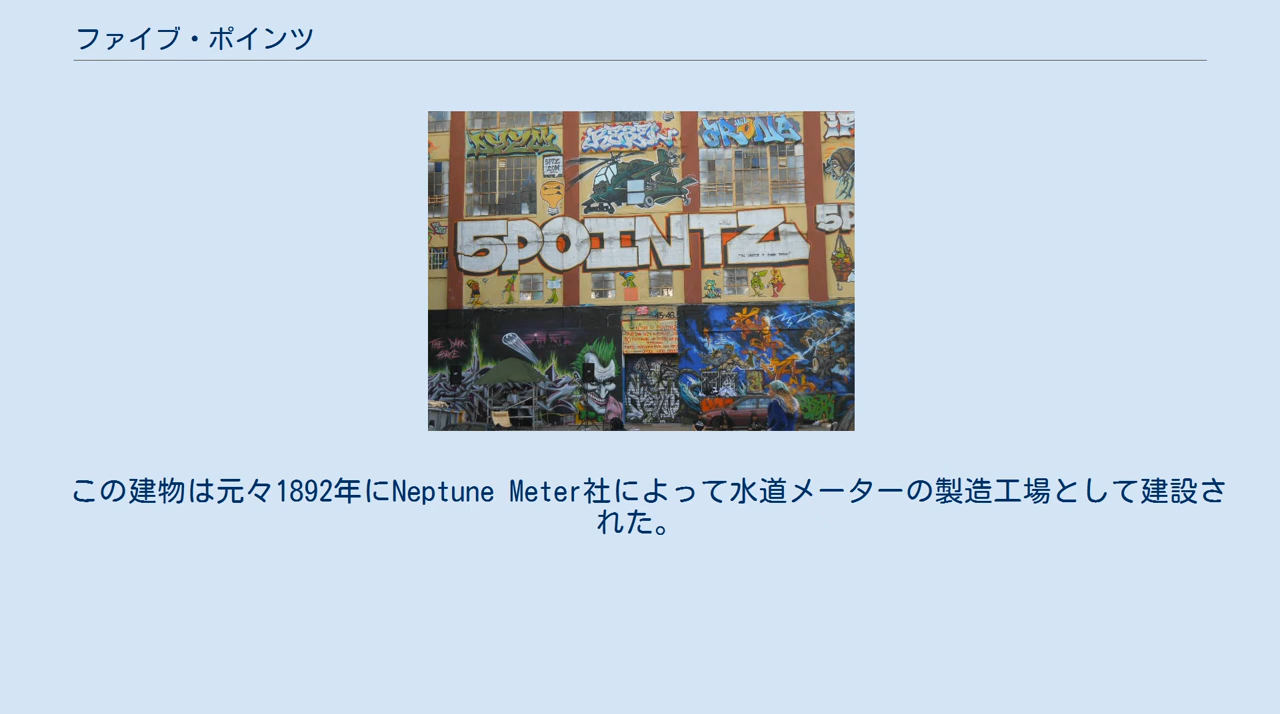 ファイブ・ポインツ
5POINTZ
THE DARK
この建物は元々1892年にNeptune Meter社によって水道メーターの製造工場として建設さ
れた。